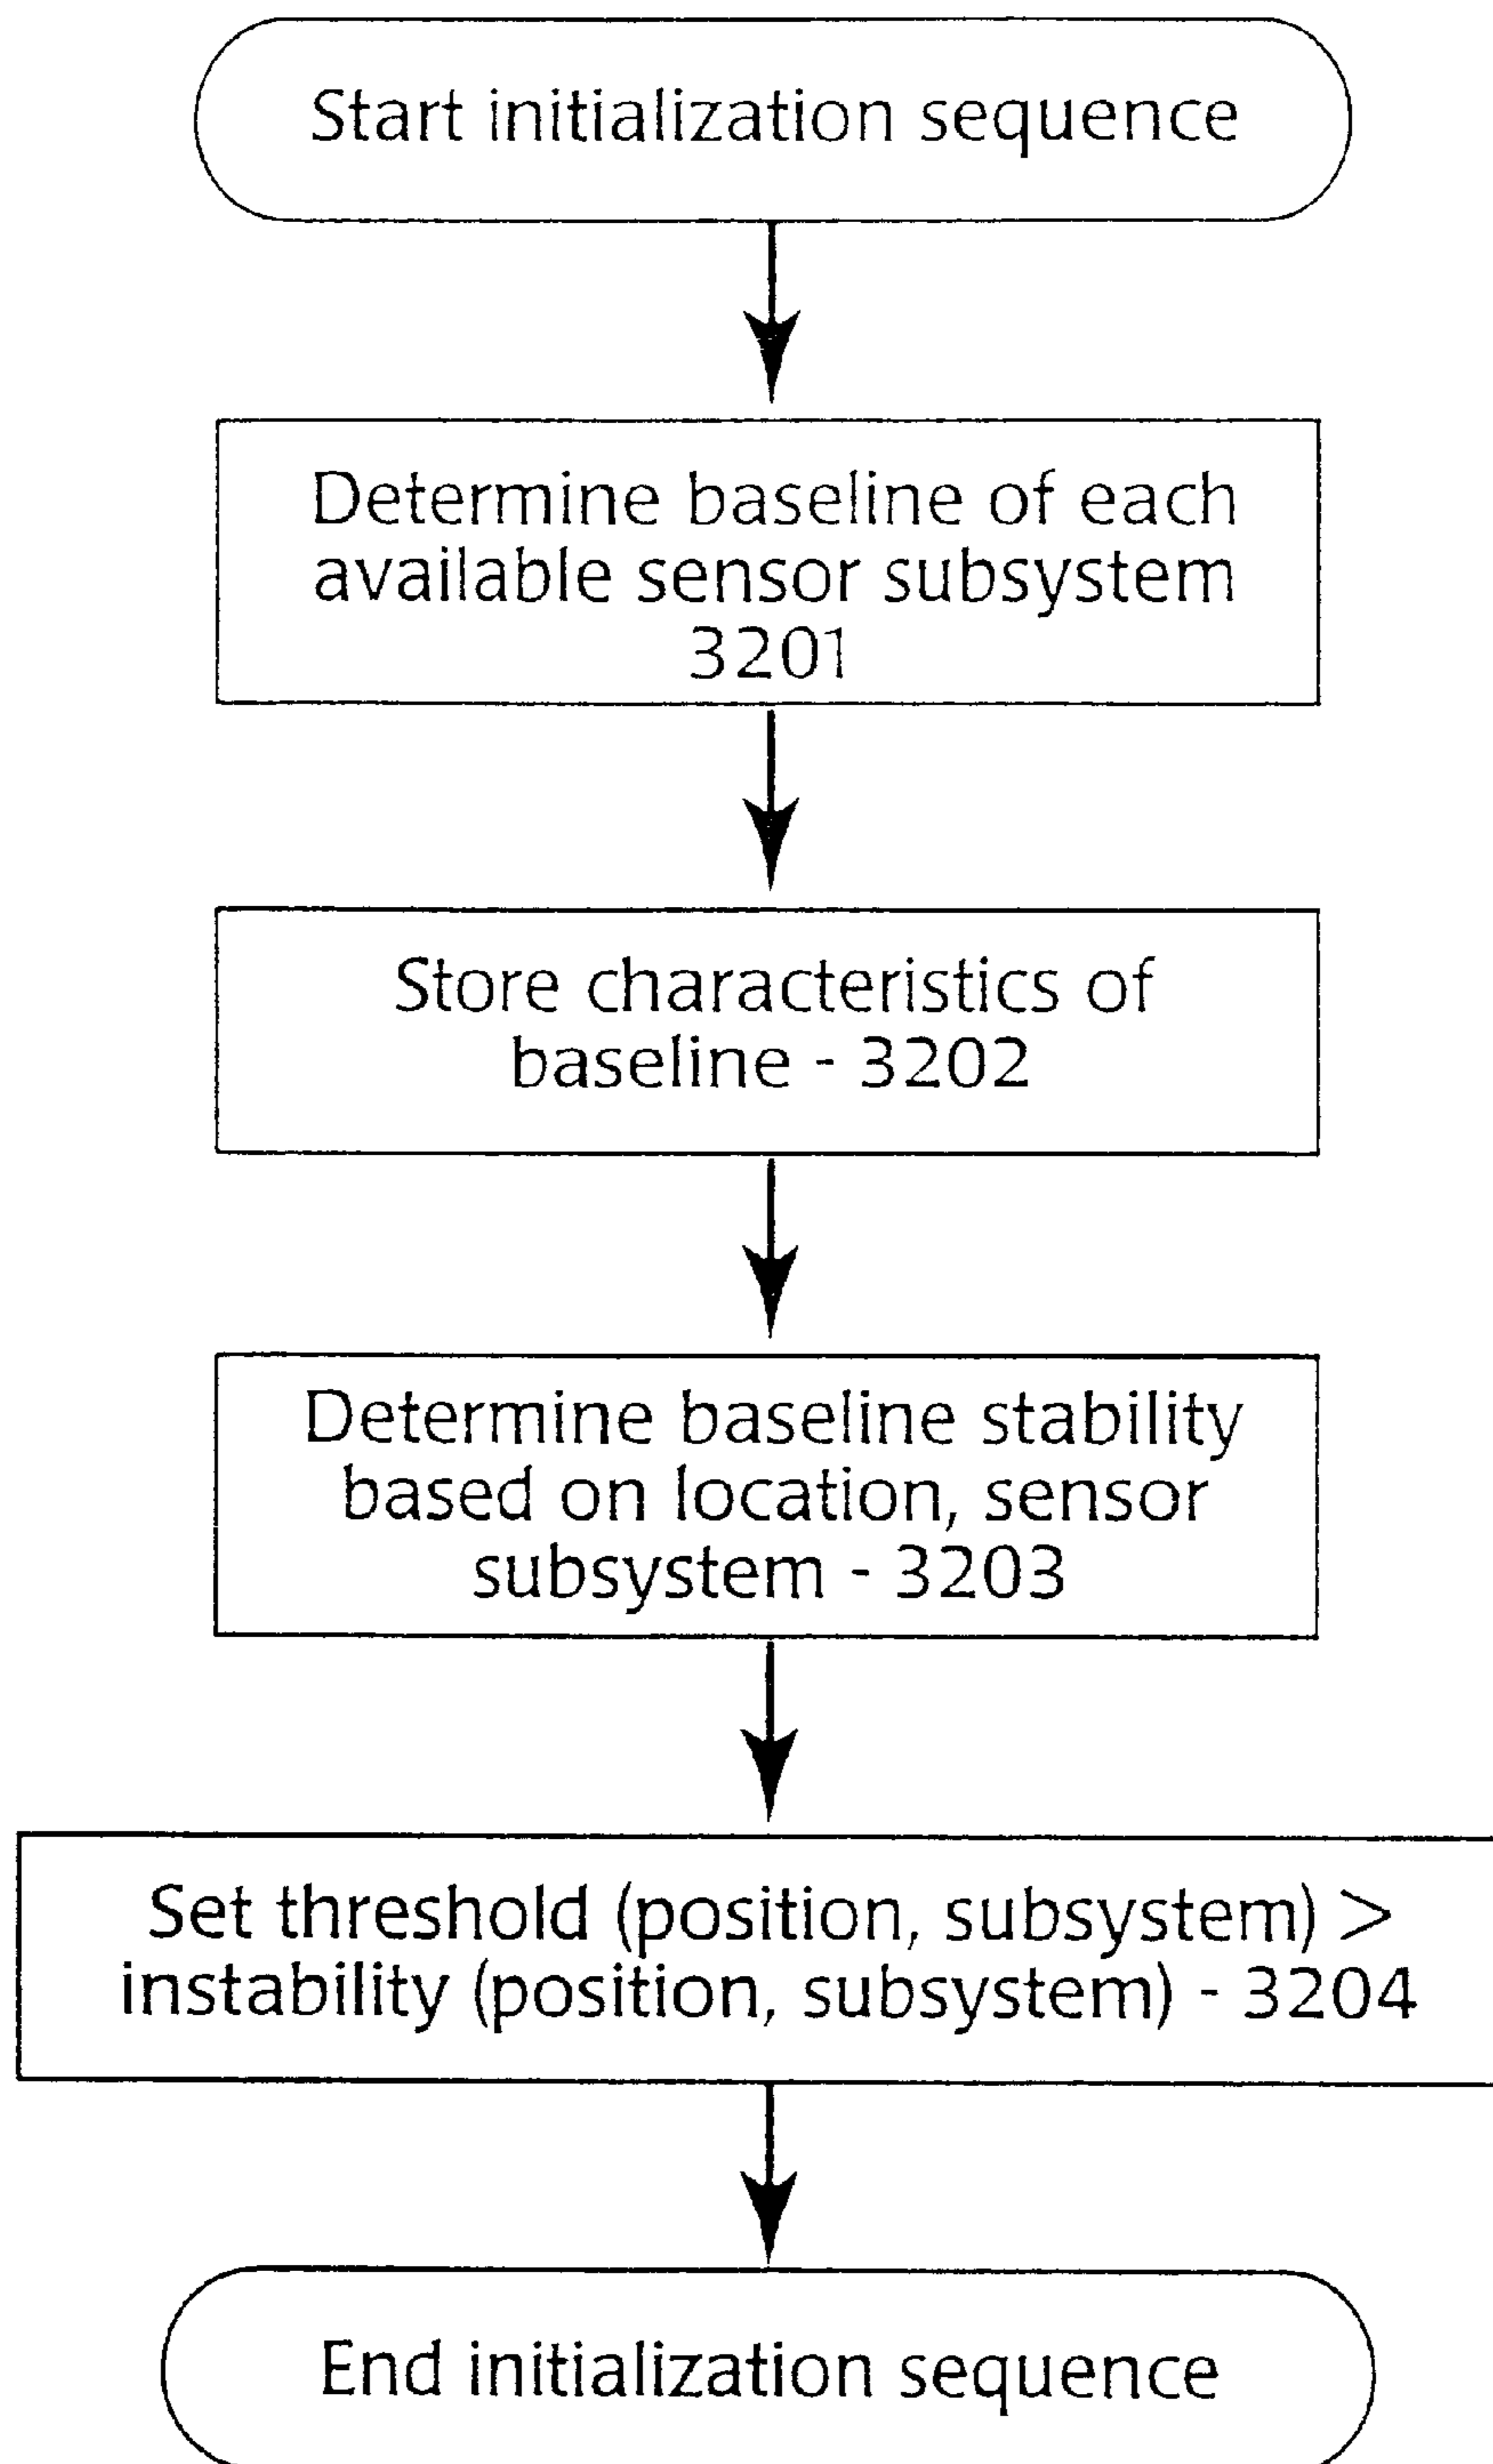 Start initialization sequence
Determine baseline of each
available sensor subsystem
3201
Store characteristics of
baseline - 3202
Determine baseline stability
based on location, sensor
subsystem - 3203
Set threshold (position, subsystem) >
instability (position, subsystem) - 3204
End initialization sequence